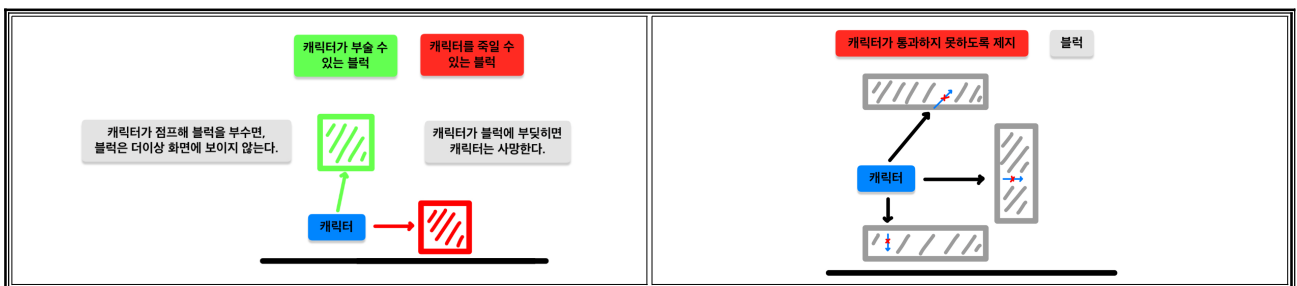 캐릭터가 부술 수
있는 블럭
캐릭터를 죽일 수
있는 블럭
캐릭터가 점프해 블럭을 부수면,
블럭은 더이상 화면에 보이지 않는다.
캐릭터가 블럭에 부딪히면
캐릭터는 사망한다.
캐릭터
캐릭터가 통과하지 못하도록 제지
블럭
캐릭터